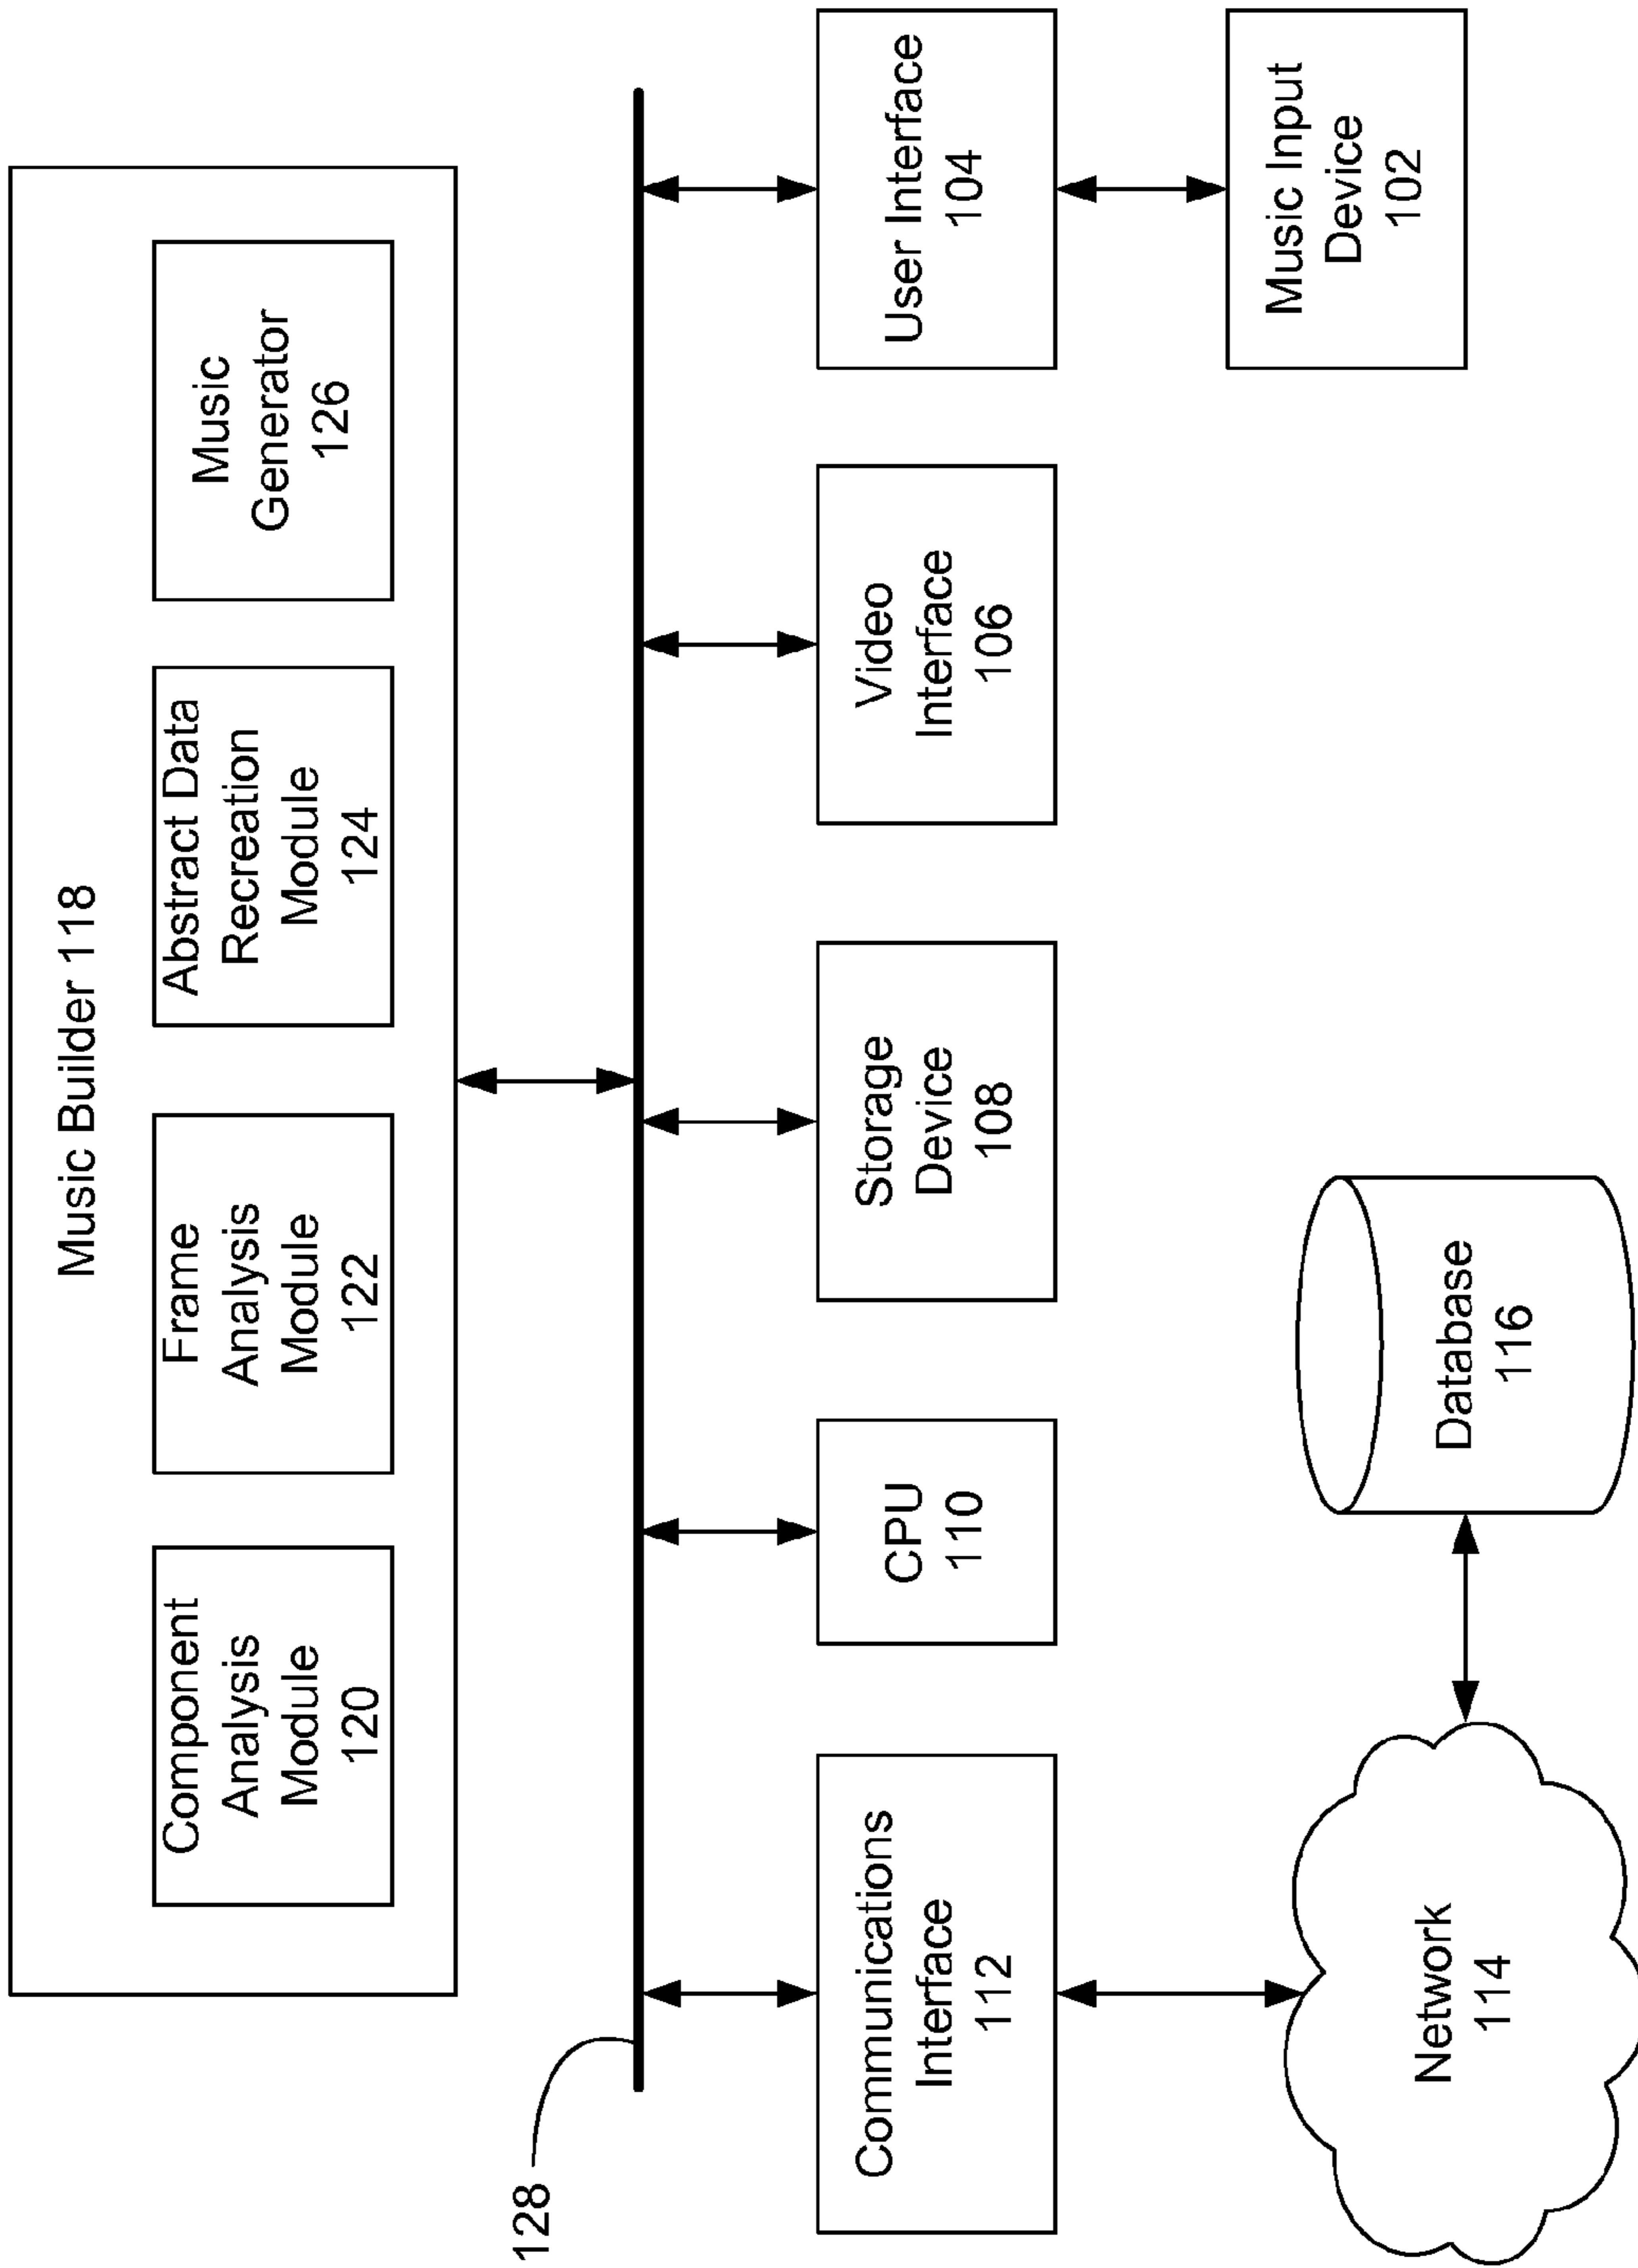 Music Builder 118
Component
Analysis
Module
120
Frame
Analysis
Module
122
Abstract Data
Recreation
Module
124
Music
Generator
126
128
Communications
Interface
112
CPU
110
Storage
Device
108
Video
Interface
106
User Interface
104
Network
114
Database
116
Music Input
Device
102